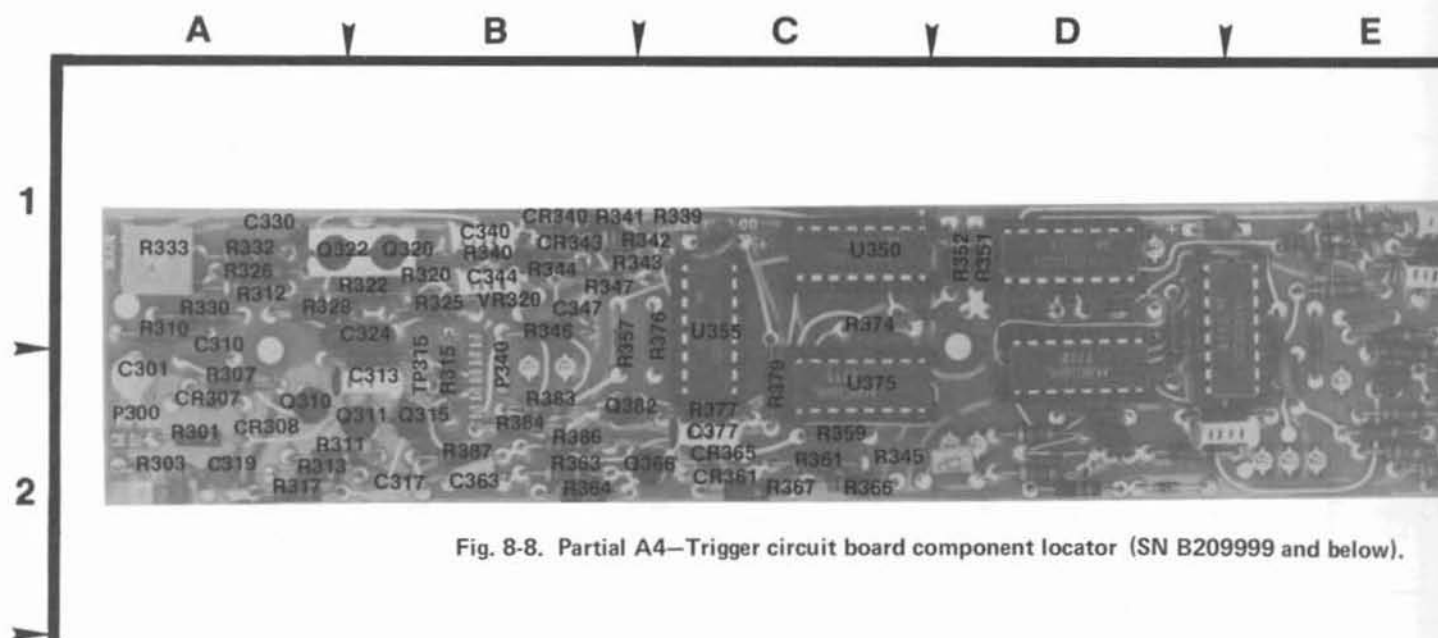 A B C D E
1
C330 CR340 R341 R339
C340
R333 R332 Q322 Q320 R340 CR343 R342 U350 R352 R351
R326 R320 C344 R344 R343
R312 R322 R347
R330 R328 R325 VR320 C347
R310 C324 R346 R357 R376 U355 R374
C310
C301 R307 C313 TP315 R315 P340 R379 U375
CR307 Q310 R383 Q382 R377
P300 Q311 Q315 R384
R301 CR308 R386 C377 R359
R311 R387 CR365
R303 C319 R313 R363 Q366 R361 R345
R317 C317 C363 R364 CR361 R367 R366
2
Fig. 8-8. Partial A4—Trigger circuit board component locator (SN B209999 and below).